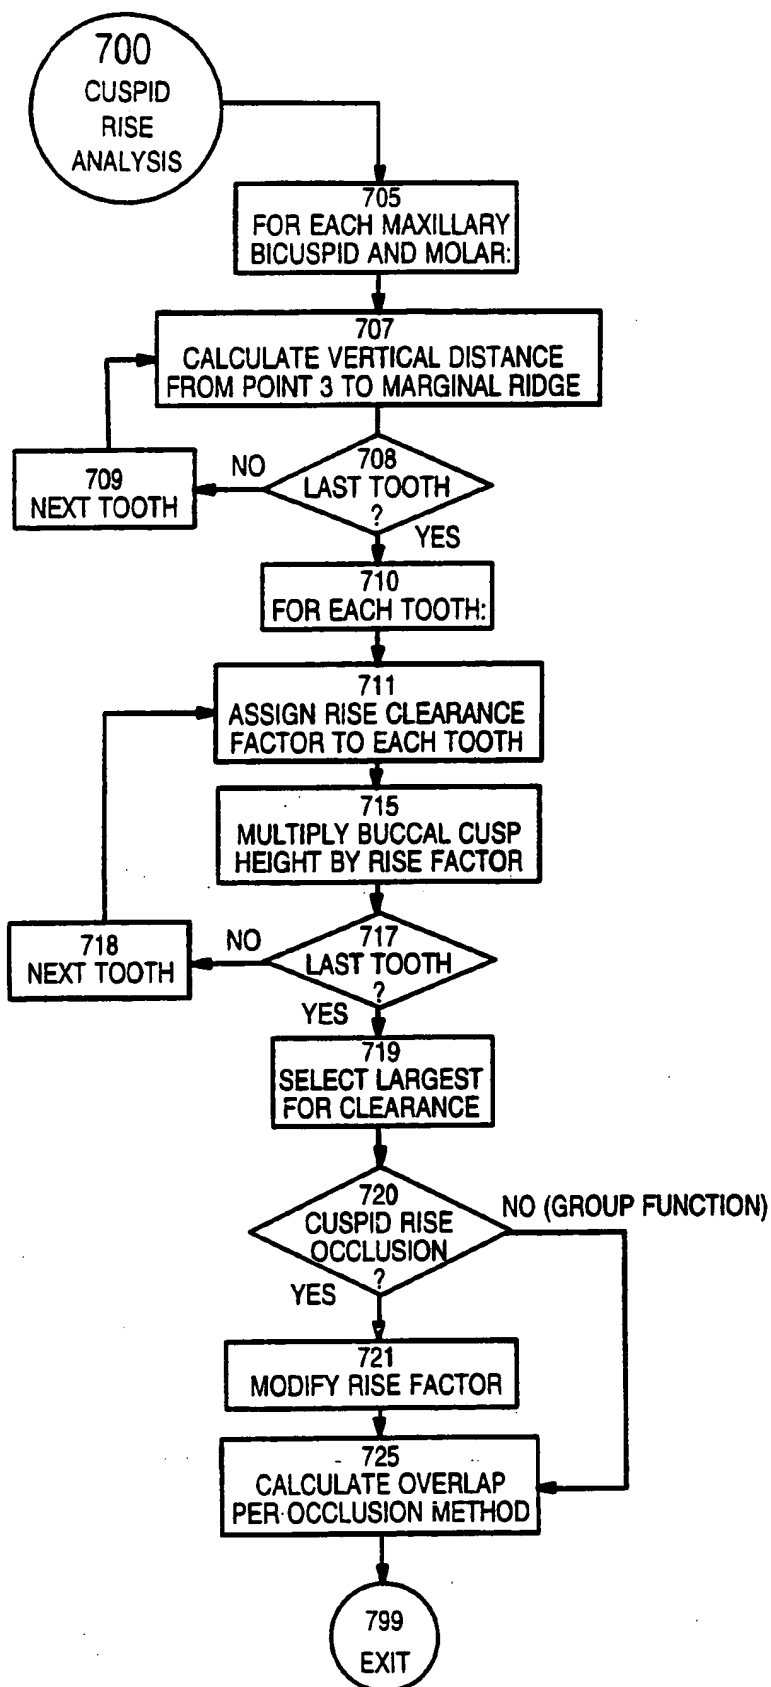 700
CUSPID
RISE
ANALYSIS
705
FOR EACH MAXILLARY
BICUSPID AND MOLAR:
707
CALCULATE VERTICAL DISTANCE
FROM POINT 3 TO MARGINAL RIDGE
708
LAST TOOTH
?
NO
709
NEXT TOOTH
YES
710
FOR EACH TOOTH:
711
ASSIGN RISE CLEARANCE
FACTOR TO EACH TOOTH
715
MULTIPLY BUCCAL CUSP
HEIGHT BY RISE FACTOR
717
LAST TOOTH
?
NO
718
NEXT TOOTH
YES
719
SELECT LARGEST
FOR CLEARANCE
720
CUSPID RISE
OCCLUSION
?
NO (GROUP FUNCTION)
YES
721
MODIFY RISE FACTOR
725
CALCULATE OVERLAP
PER OCCLUSION METHOD
799
EXIT